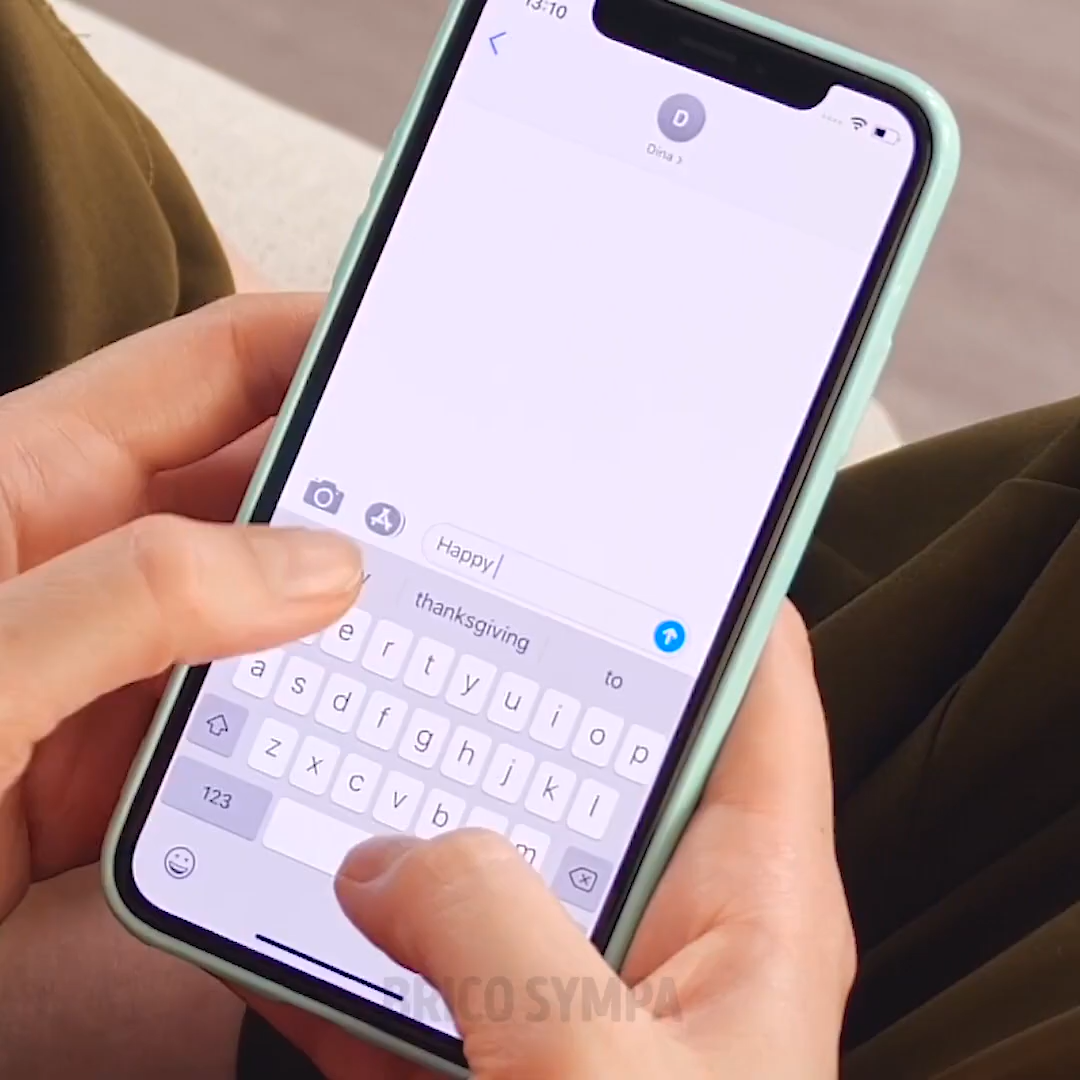 13:10
D
Dina >
Happy
thanksgiving
to
e r t y u i o p
a s d f g h j k l
z x c v b m
123
BRICO SYMPA